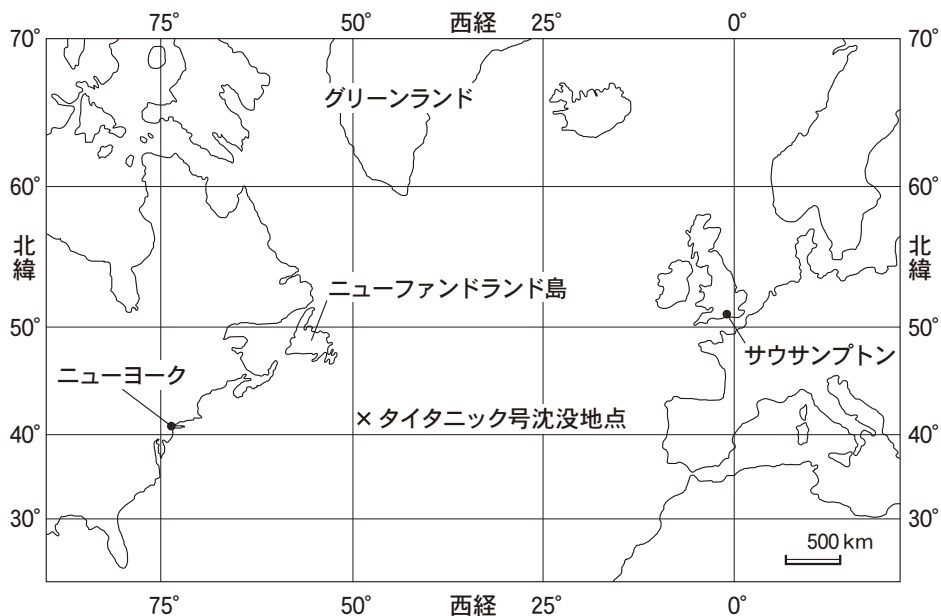 75° 50° 西経 25° 0°
70° 70°
グリーンランド
60° 60°
北緯 北緯
ニューファンドランド島
50° 50°
サウサンプトン
ニューヨーク
×タイタニック号沈没地点
40° 40°
30° 30°
500 km
75° 50° 西経 25° 0°